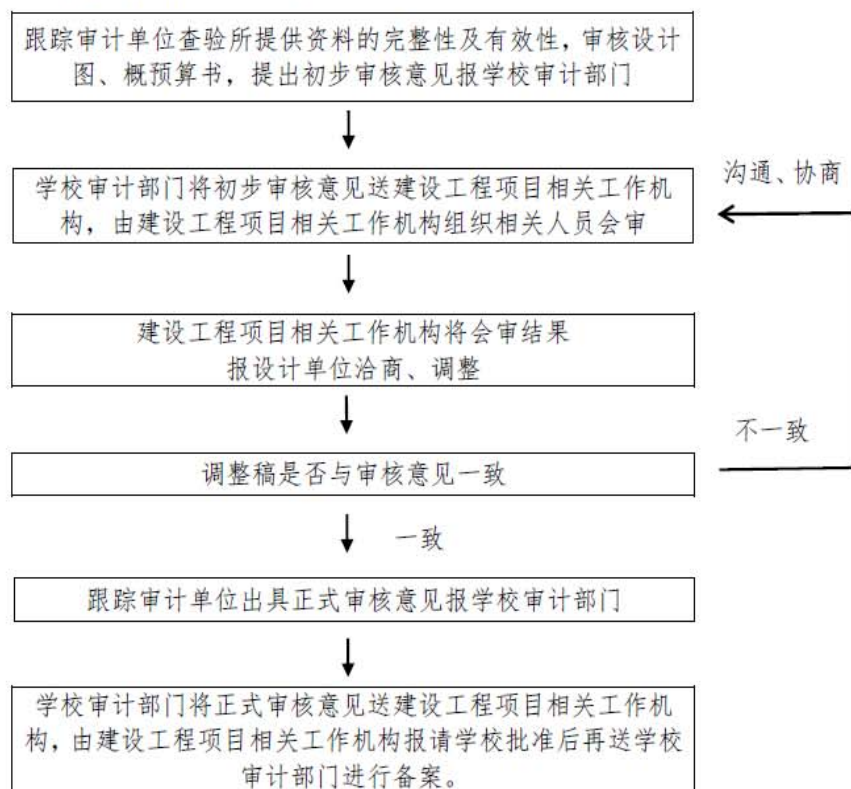 跟踪审计单位查验所提供资料的完整性及有效性，审核设计
图、概预算书，提出初步审核意见报学校审计部门
学校审计部门将初步审核意见送建设工程项目相关工作机
构，由建设工程项目相关工作机构组织相关人员会审
沟通、协商
建设工程项目相关工作机构将会审结果
报设计单位洽商、调整
不一致
调整稿是否与审核意见一致
一致
跟踪审计单位出具正式审核意见报学校审计部门
学校审计部门将正式审核意见送建设工程项目相关工作机
构，由建设工程项目相关工作机构报请学校批准后再送学校
审计部门进行备案。